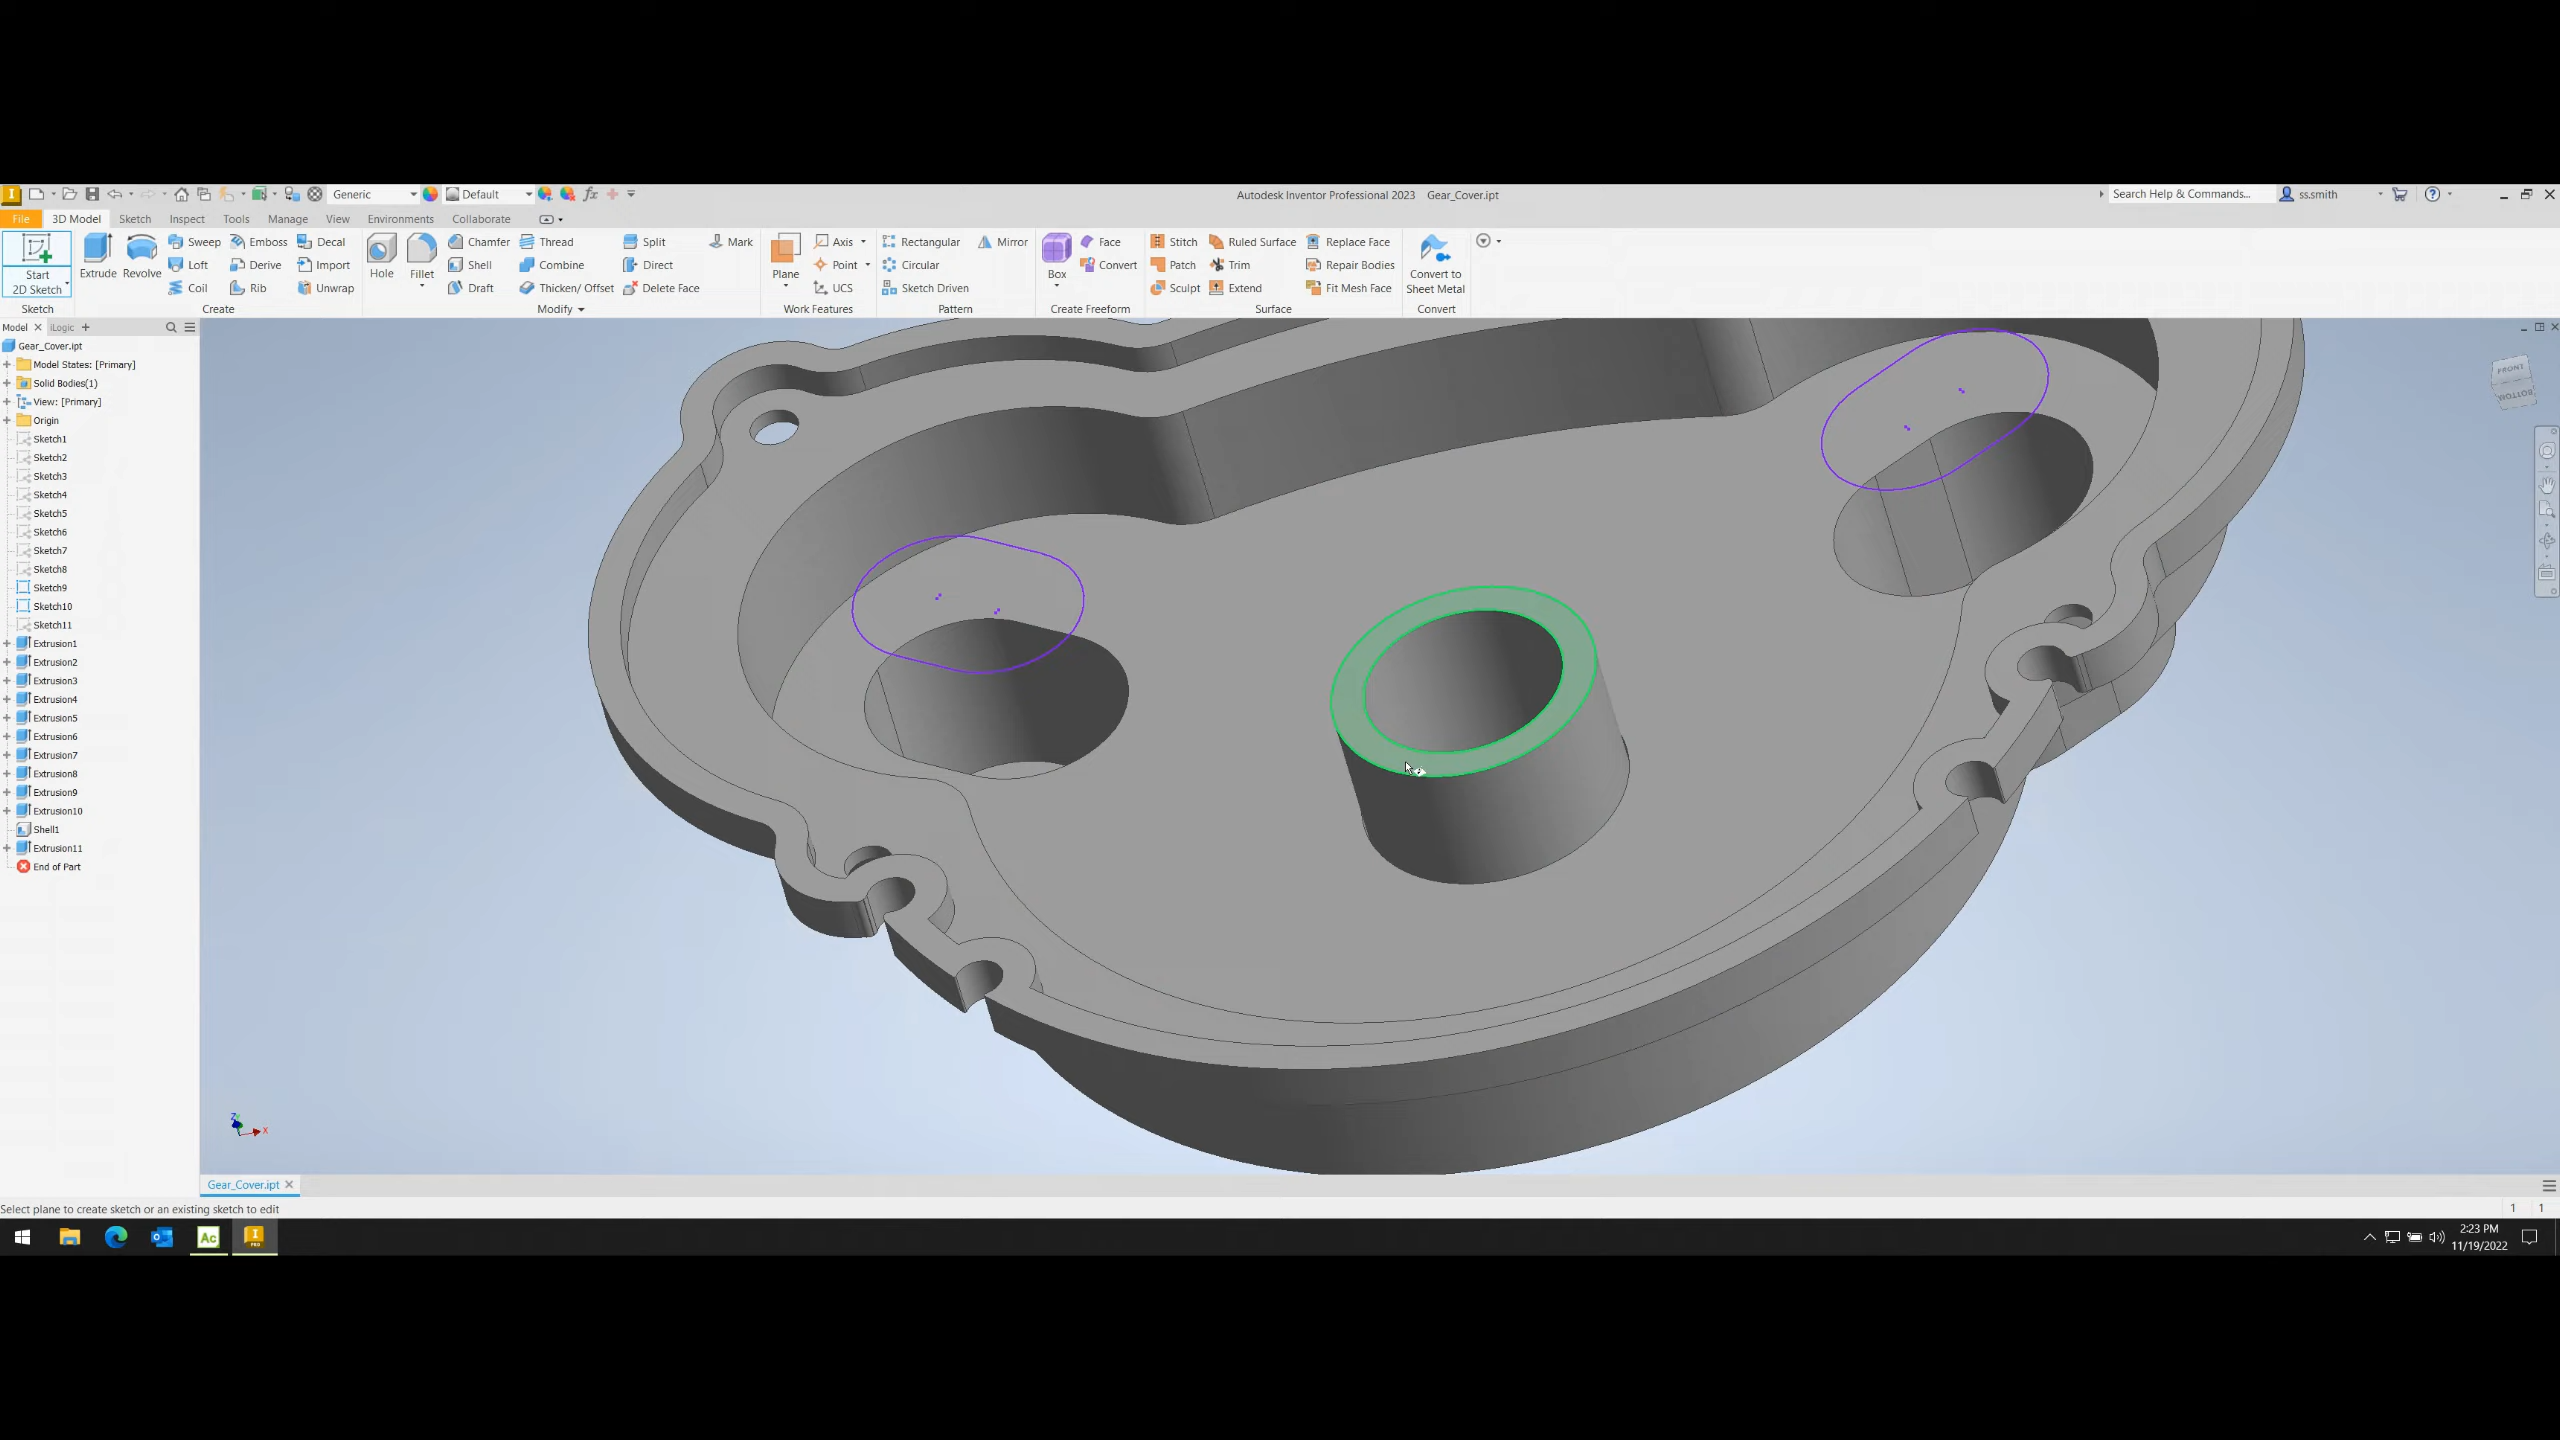 Generic Default fx Autodesk Inventor Professional 2023 Gear_Cover.ipt Search Help & Commands... ss.smith
File 3D Model Sketch Inspect Tools Manage View Environments Collaborate
Start 2D Sketch Extrude Revolve Sweep Emboss Decal Hole Fillet Chamfer Thread Split Mark Plane Axis Rectangular Mirror Box Face Stitch Ruled Surface Replace Face Convert to Sheet Metal
Loft Derive Import Shell Combine Direct Point Circular Convert Patch Trim Repair Bodies
Coil Rib Unwrap Draft Thicken/ Offset Delete Face UCS Sketch Driven Sculpt Extend Fit Mesh Face
Sketch Create Modify Work Features Pattern Create Freeform Surface Convert
Model iLogic
Gear_Cover.ipt
Model States: [Primary]
Solid Bodies(1)
View: [Primary]
Origin
Sketch1
Sketch2
Sketch3
Sketch4
Sketch5
Sketch6
Sketch7
Sketch8
Sketch9
Sketch10
Sketch11
Extrusion1
Extrusion2
Extrusion3
Extrusion4
Extrusion5
Extrusion6
Extrusion7
Extrusion8
Extrusion9
Extrusion10
Shell1
Extrusion11
End of Part
FRONT
BOTTOM
Z
X
Gear_Cover.ipt
Select plane to create sketch or an existing sketch to edit 1 1
Ac I PRO 2:23 PM
11/19/2022